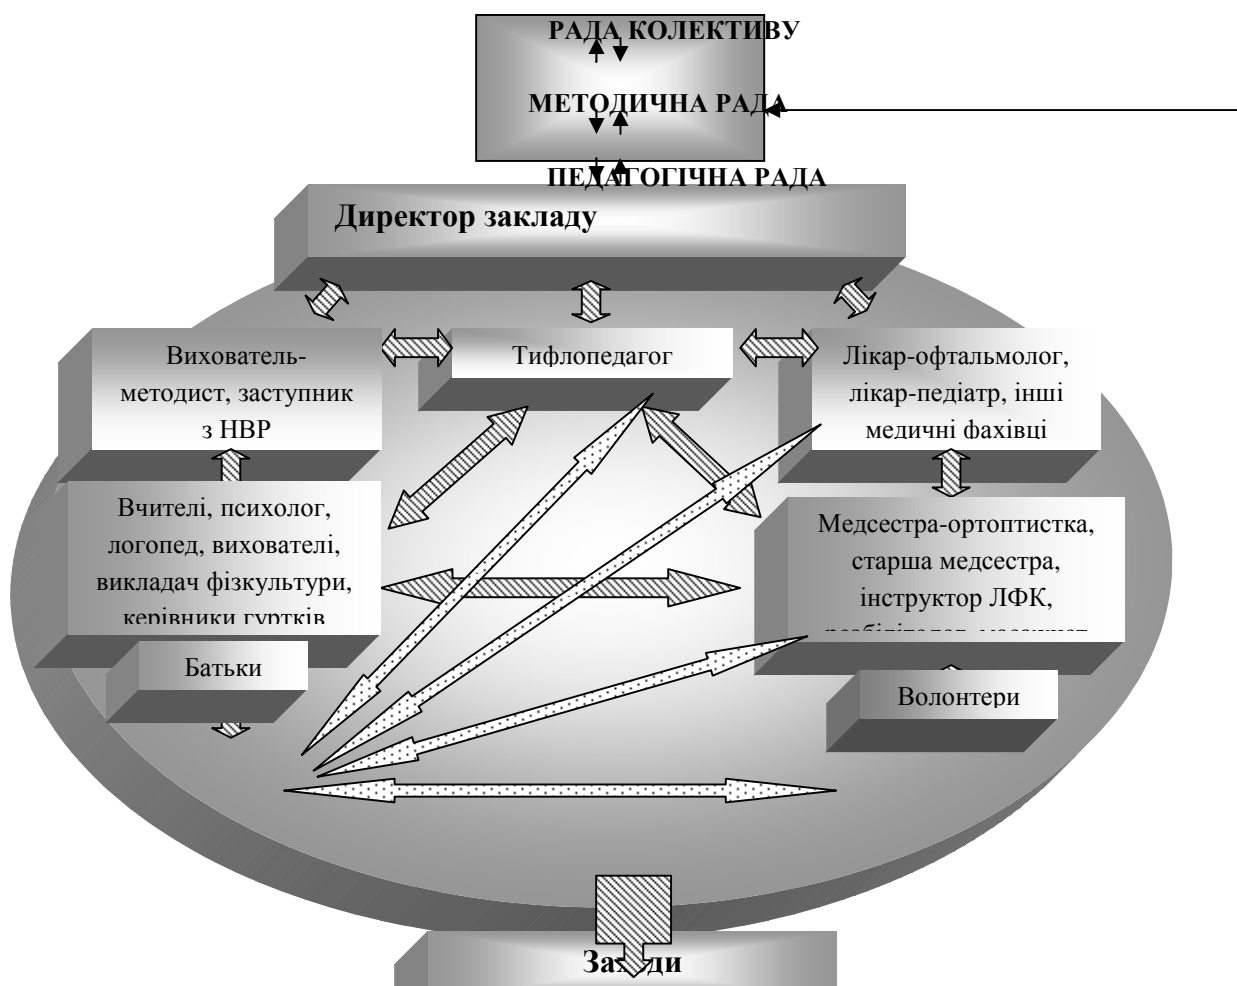 РАДА КОЛЕКТИВУ
МЕТОДИЧНА РАДА
ПЕДАГОГІЧНА РАДА
Директор закладу
Вихователь-
методист, заступник
з НВР
Тифлопедагог
Лікар-офтальмолог,
лікар-педіатр, інші
медичні фахівці
Вчителі, психолог,
логопед, вихователі,
викладач фізкультури,
керівники гуртків
Медсестра-ортоптистка,
старша медсестра,
інструктор ЛФК,
Батьки
Волонтери
Заходи